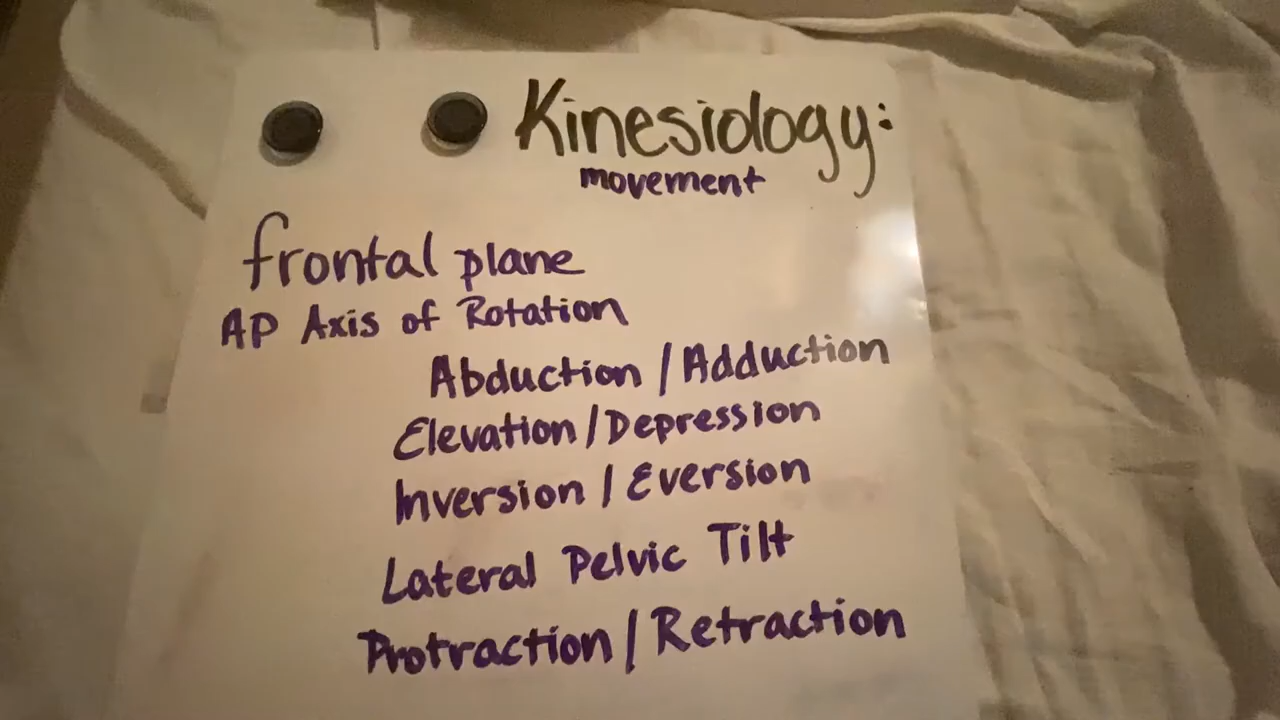 Kinesiology:
movement
frontal plane
AP Axis of Rotation
Abduction / Adduction
Elevation / Depression
Inversion / Eversion
Lateral Pelvic Tilt
Protraction / Retraction